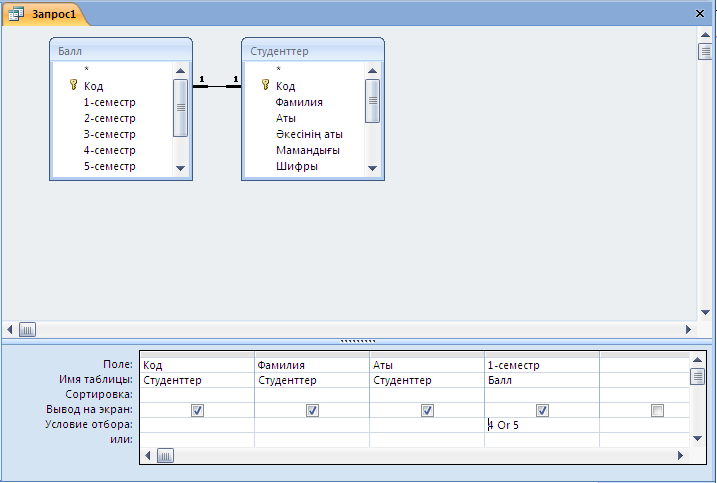 Запрос1
Балл
*
Код
1-семестр
2-семестр
3-семестр
4-семестр
5-семестр
1 1
Студенттер
*
Код
Фамилия
Аты
Әкесінің аты
Мамандығы
Шифры
Поле: Код Фамилия Аты 1-семестр
Имя таблицы: Студенттер Студенттер Студенттер Балл
Сортировка:
Вывод на экран:
Условие отбора: 4 Or 5
или: